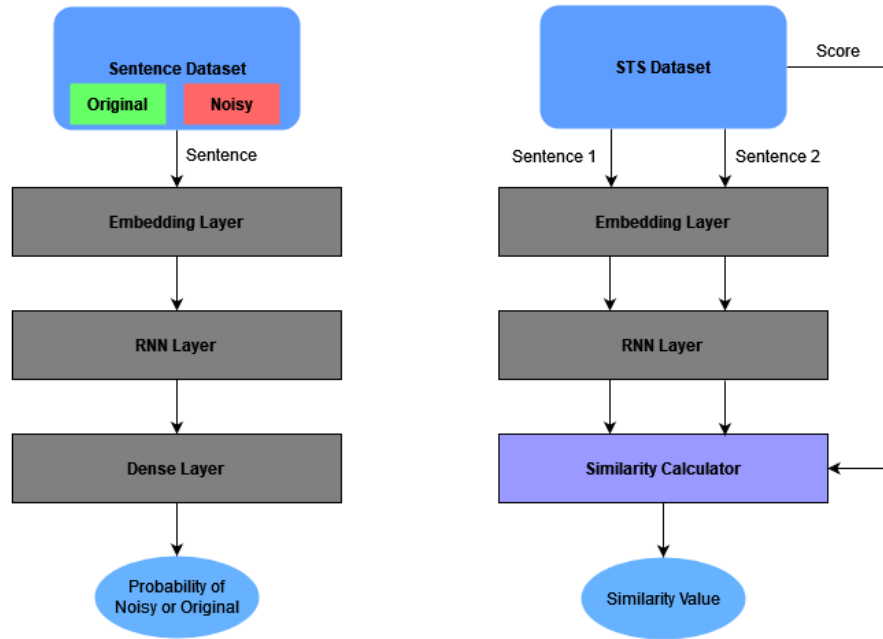 Sentence Dataset
Original
Noisy
Sentence
Embedding Layer
RNN Layer
Dense Layer
Probability of
Noisy or Original
STS Dataset
Score
Sentence 1
Sentence 2
Embedding Layer
RNN Layer
Similarity Calculator
Similarity Value